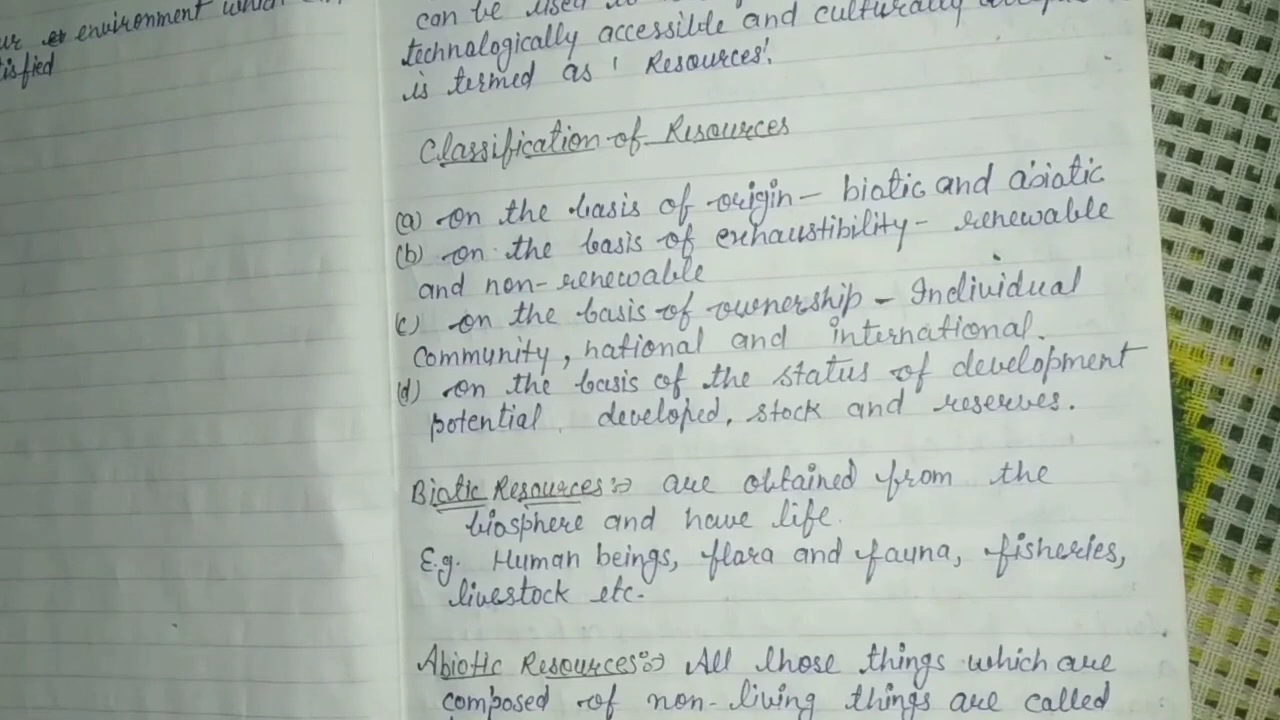 environment which
tisfied
can be used
technologically accessible and culturally
is termed as ' Resources'.
Classification of Resources
(a) on the basis of origin - biotic and abiotic
(b) on the basis of exhaustibility - renewable
and non-renewable
(c) on the basis of ownership - Individual
Community, national and international.
(d) on the basis of the status of development
potential, developed, stock and reserves.
Biotic Resources :⇒ are obtained from the
biosphere and have life.
E.g. Human beings, flora and fauna, fisheries,
livestock etc.
Abiotic Resources :⇒ All those things which are
composed of non-living things are called